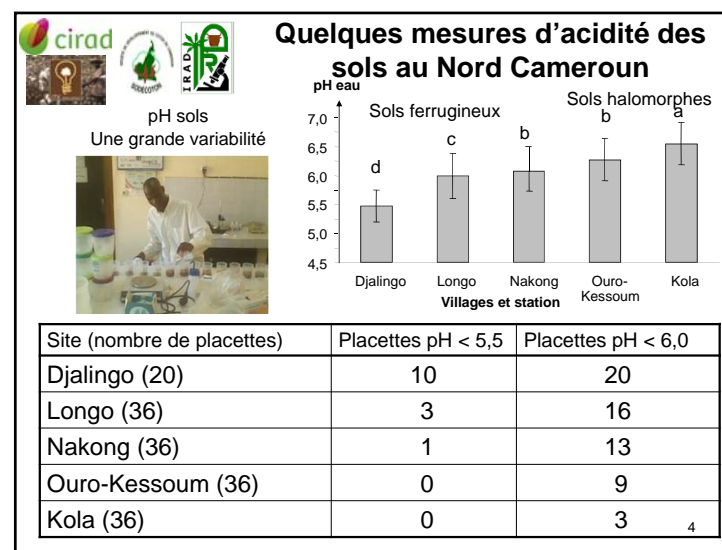 cirad
SODECOTON
IRAD
Quelques mesures d'acidité des
sols au Nord Cameroun
pH sols
Une grande variabilité
pH eau
Sols ferrugineux
Sols halomorphes
7,0
6,5
6,0
5,5
5,0
4,5
d
c
b
b
a
Djalingo
Longo
Nakong
Ouro-
Kessoum
Kola
Villages et station
Site (nombre de placettes) Placettes pH < 5,5 Placettes pH < 6,0
Djalingo (20) 10 20
Longo (36) 3 16
Nakong (36) 1 13
Ouro-Kessoum (36) 0 9
Kola (36) 0 3
4